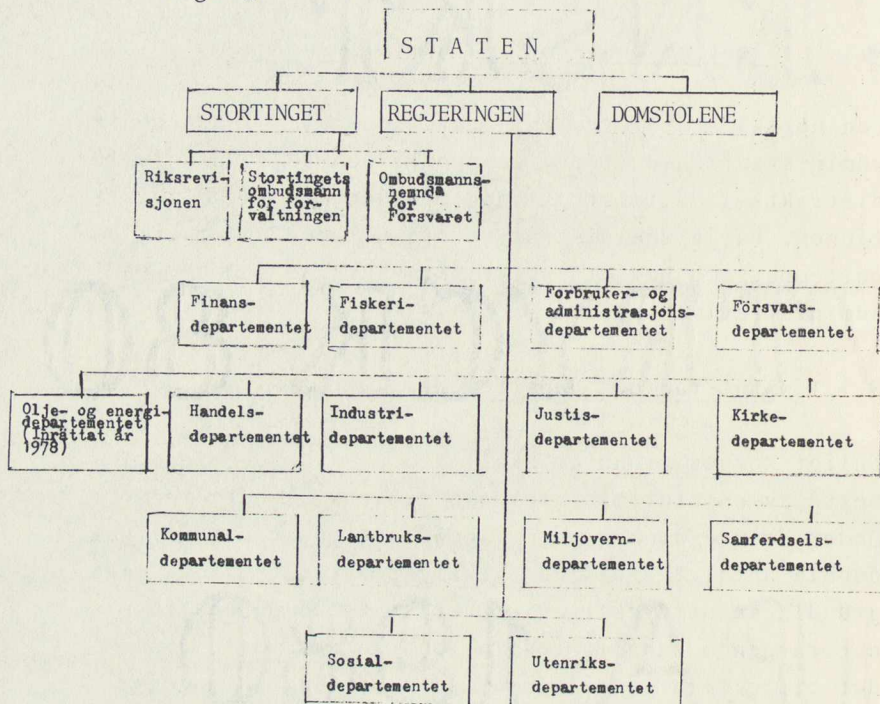 S T A T E N
STORTINGET
REGJERINGEN
DOMSTOLENE
Riksrevi-
sjonen
Stortingets
ombudsmann
for for-
valtningen
Ombudsmanns-
nemnda
for
Forsvaret
Finans-
departementet
Fiskeri-
departementet
Forbruker- og
administrasjons-
departementet
Försvars-
departementet
Olje- og energi-
departementet
(Inrättat år
1978)
Handels-
departementet
Industri-
departementet
Justis-
departementet
Kirke-
departementet
Kommunal-
departementet
Lantbruks-
departementet
Miljovern-
departementet
Samferdsels-
departementet
Sosial-
departementet
Utenriks-
departementet